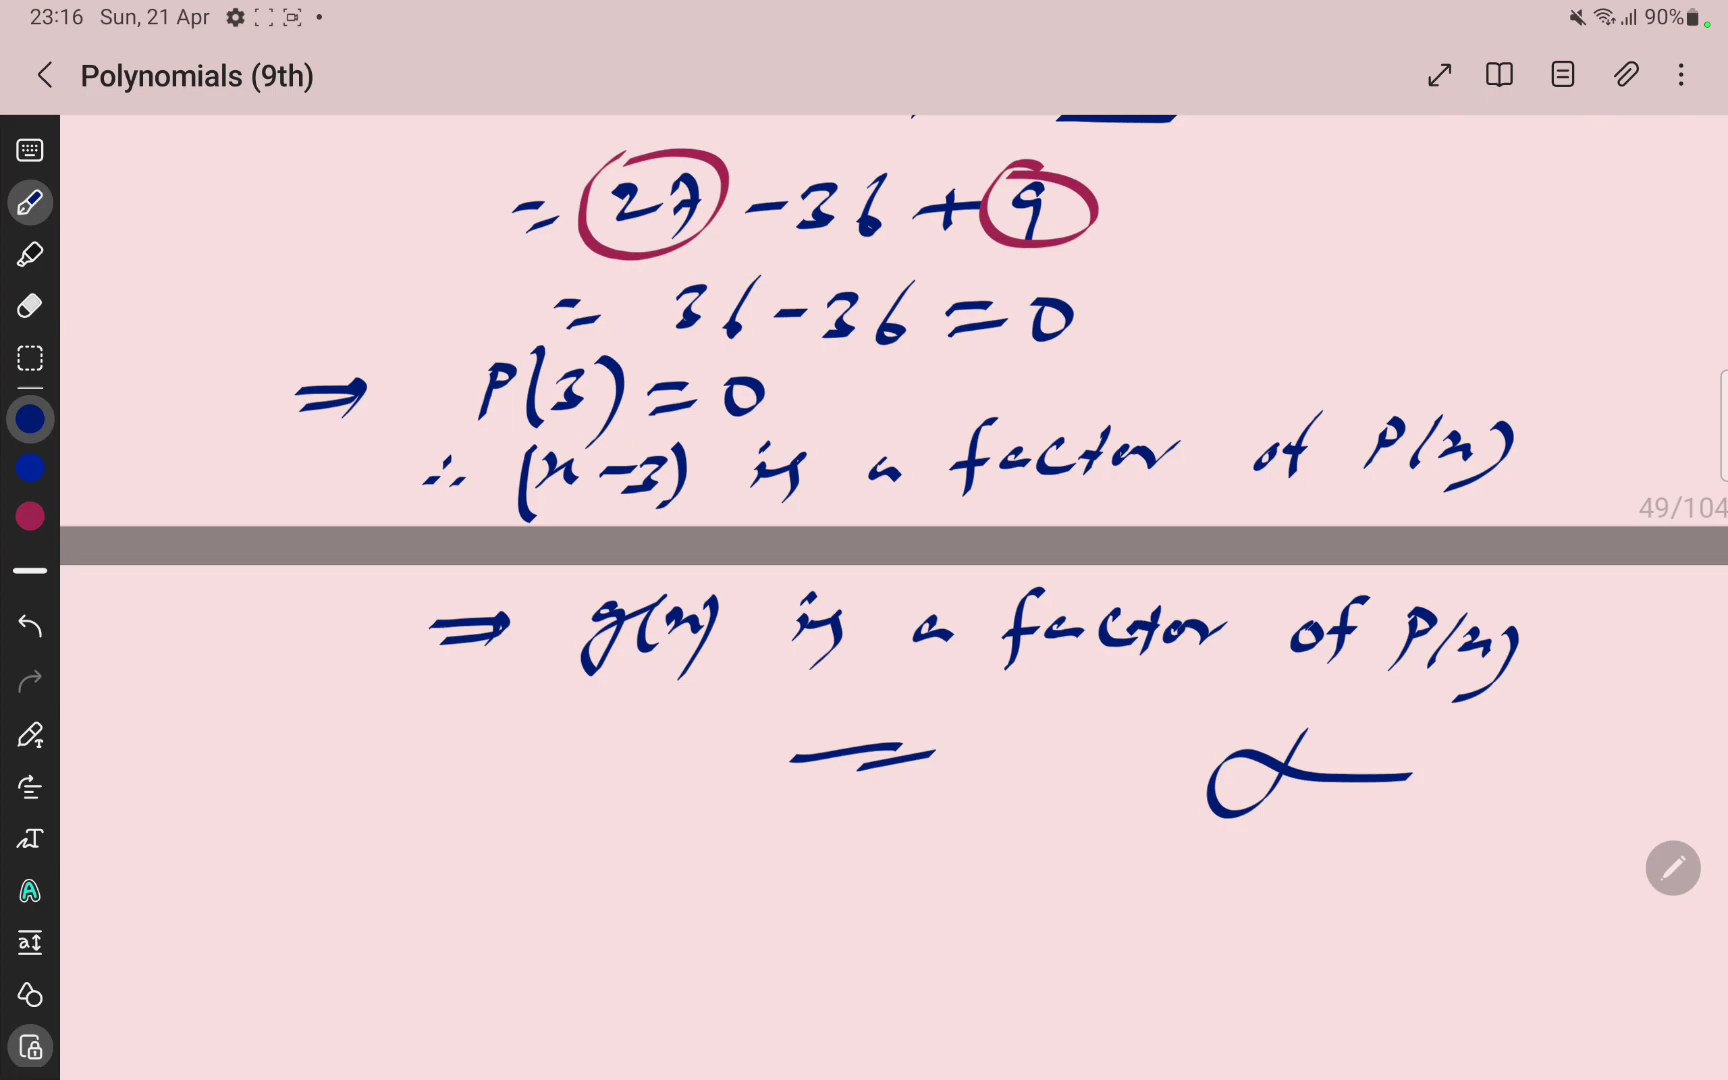 23:16 Sun, 21 Apr 90%
Polynomials (9th)
= 27 - 36 + 9
= 36 - 36 = 0
⇒ P(3) = 0
∴ (x - 3) is a factor of P(x)
49/104
⇒ g(x) is a factor of P(x)